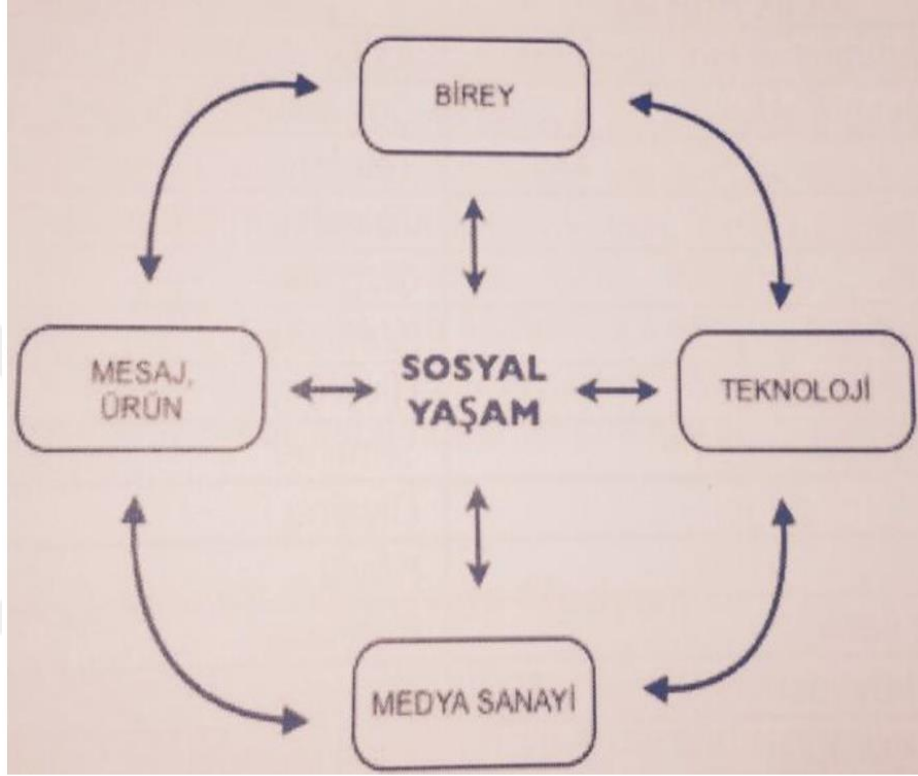 BİREY
MESAJ,
ÜRÜN
SOSYAL
YAŞAM
TEKNOLOJİ
MEDYA SANAYİ